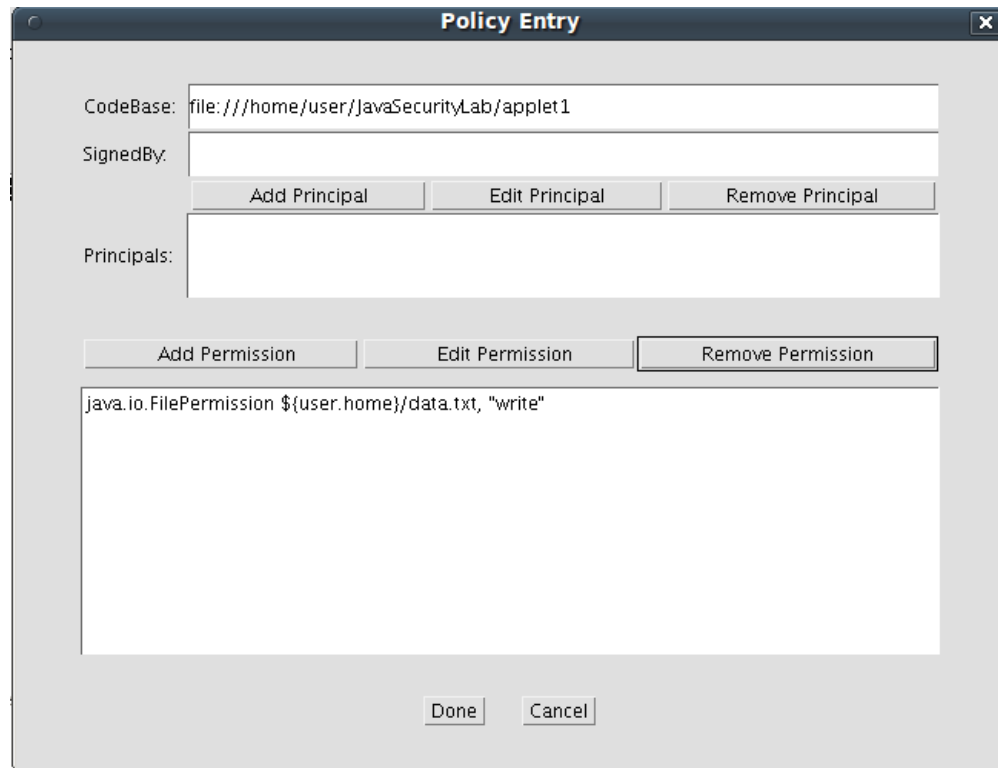 Policy Entry
CodeBase: file:///home/user/JavaSecurityLab/applet1
SignedBy:
Add Principal Edit Principal Remove Principal
Principals:
Add Permission Edit Permission Remove Permission
java.io.FilePermission ${user.home}/data.txt, "write"
Done Cancel